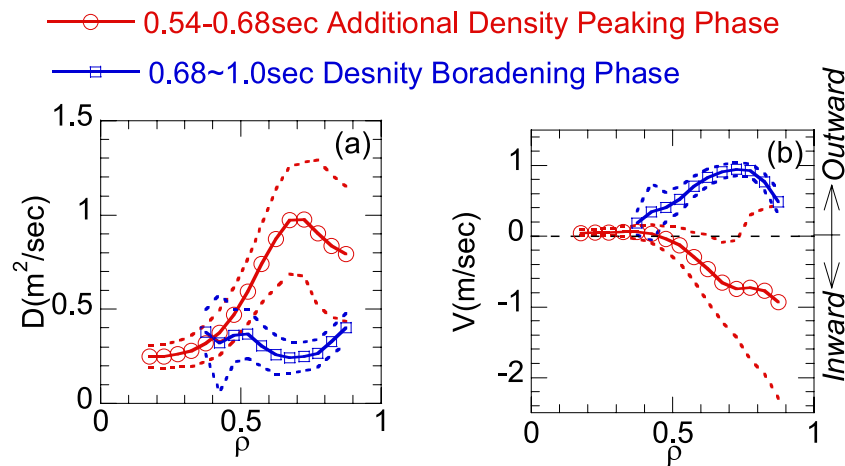 0.54-0.68sec Additional Density Peaking Phase
0.68~1.0sec Desnity Boradening Phase
(a)
D(m²/sec)
1.5
1
0.5
0
0
0.5
1
ρ
(b)
V(m/sec)
1
0
-1
-2
0
0.5
1
ρ
Inward <--> Outward